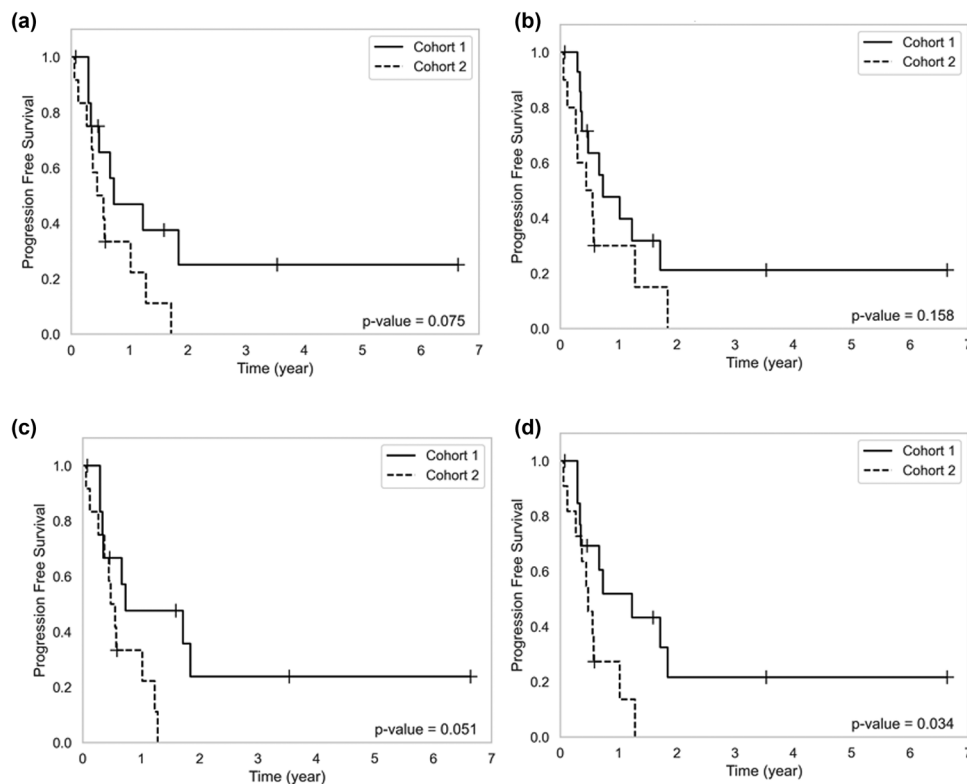 (a)
Cohort 1
Cohort 2
Progression Free Survival
1.0
0.8
0.6
0.4
0.2
0.0
p-value = 0.075
0 1 2 3 4 5 6 7
Time (year)
(b)
Cohort 1
Cohort 2
Progression Free Survival
1.0
0.8
0.6
0.4
0.2
0.0
p-value = 0.158
0 1 2 3 4 5 6 7
Time (year)
(c)
Cohort 1
Cohort 2
Progression Free Survival
1.0
0.8
0.6
0.4
0.2
0.0
p-value = 0.051
0 1 2 3 4 5 6 7
Time (year)
(d)
Cohort 1
Cohort 2
Progression Free Survival
1.0
0.8
0.6
0.4
0.2
0.0
p-value = 0.034
0 1 2 3 4 5 6 7
Time (year)